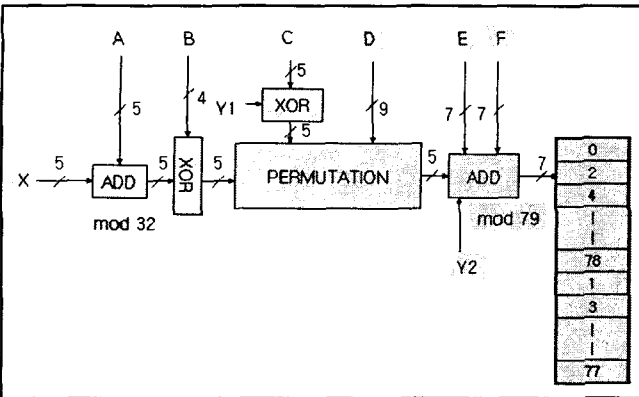 A B C D E F
5 4 5 9 7 7
Y1 XOR
5
X 5 ADD 5 XOR 5 PERMUTATION 5 ADD 7
mod 32 mod 79
Y2
0
2
4
78
1
3
77